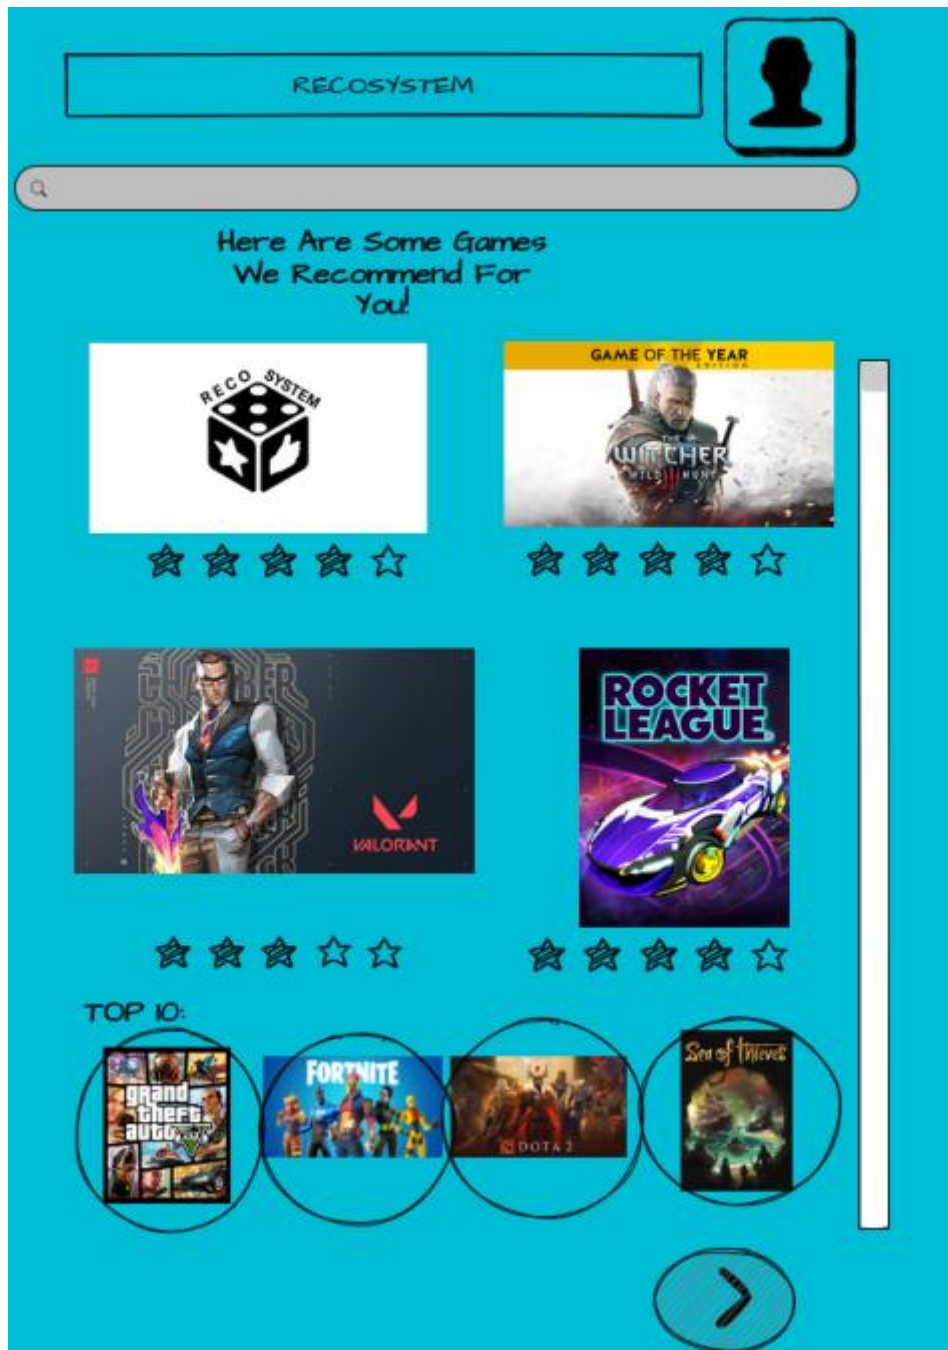 RECOSYSTEM
Here Are Some Games
We Recommend For
You!
RECO SYSTEM
GAME OF THE YEAR
EDITION
THE
WITCHER
WILD HUNT
VALORANT
ROCKET
LEAGUE
TOP 10:
grand
theft
auto
V
FORTNITE
DOTA 2
Sea of Thieves